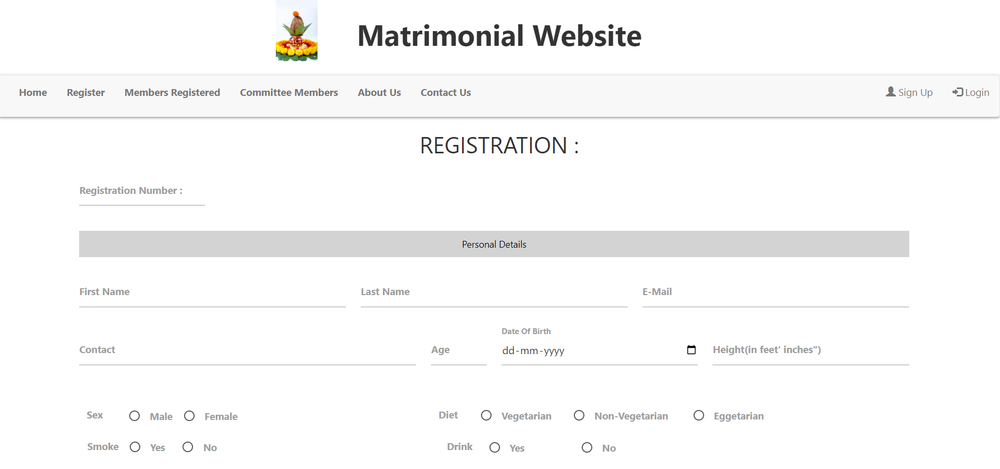 Matrimonial Website
Home Register Members Registered Committee Members About Us Contact Us Sign Up Login
REGISTRATION :
Registration Number :
Personal Details
First Name Last Name E-Mail
Date Of Birth
Contact Age dd-mm-yyyy Height(in feet' inches")
Sex Male Female Diet Vegetarian Non-Vegetarian Eggetarian
Smoke Yes No Drink Yes No